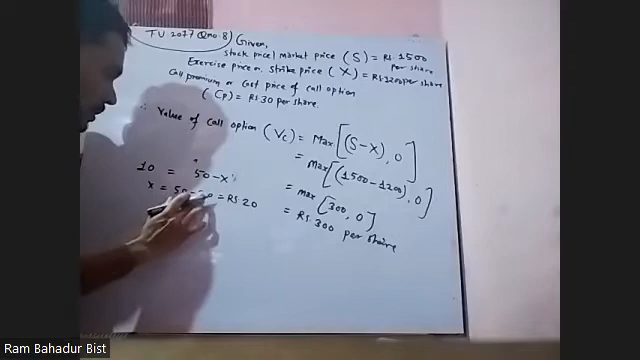 TU 2077 (Qno. 8) Given,
stock price/ market price (S) = Rs. 1500 per share
Exercise price or strike price (X) = Rs 1200 per share
Call premium or Cost price of call option
(Cp) = Rs 30 per share.
∴ Value of Call option (Vc) = Max [(S-X), 0]
= Max [(1500-1200), 0]
= max [300, 0]
= Rs. 300 per share
10 = 50-X
X = 50 = Rs. 20
Ram Bahadur Bist